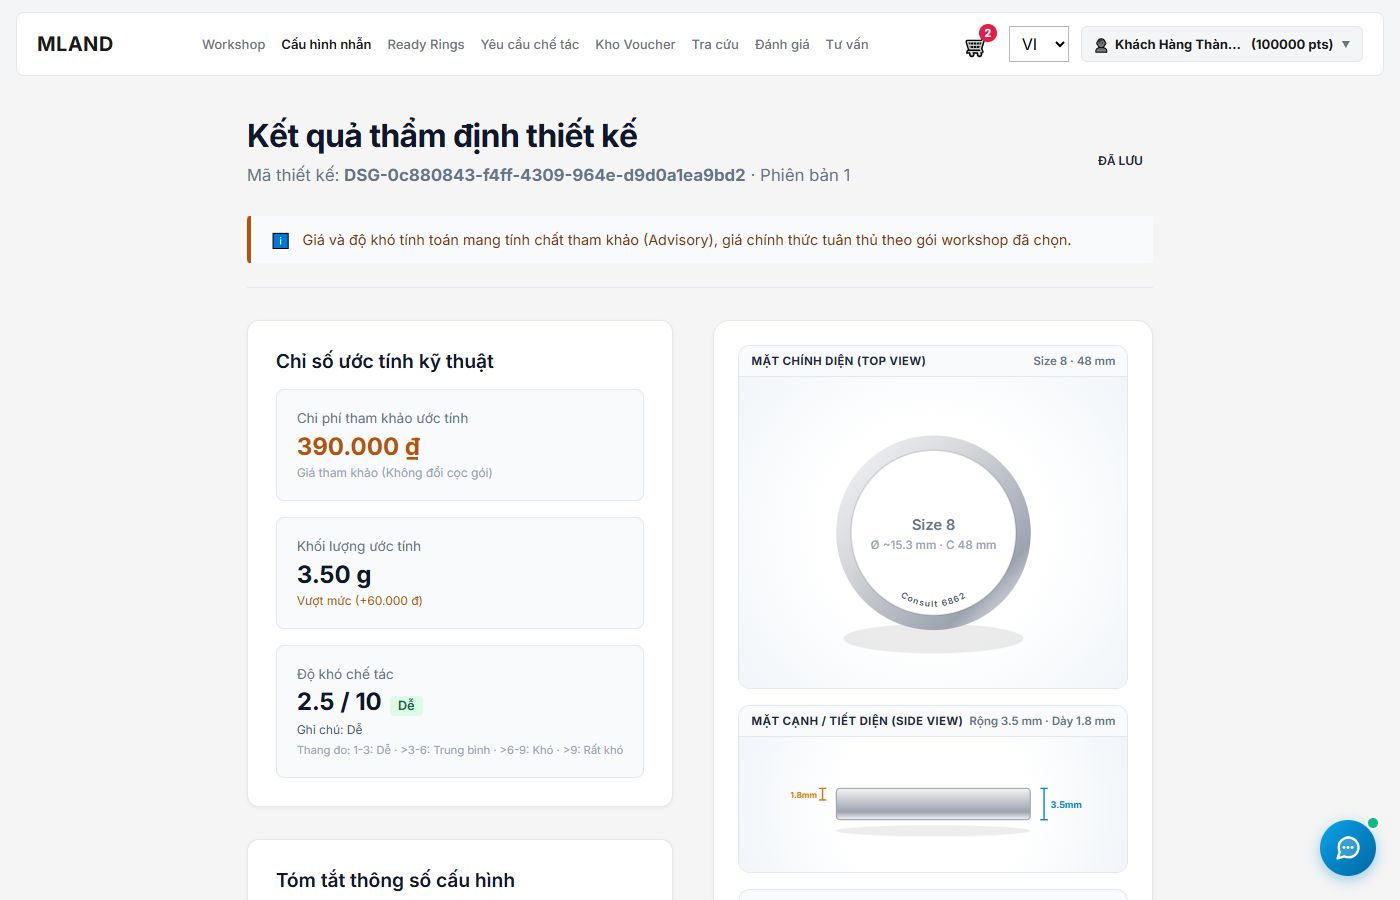 MLAND
Workshop Cấu hình nhẫn Ready Rings Yêu cầu chế tác Kho Voucher Tra cứu Đánh giá Tư vấn
2
VI
Khách Hàng Thàn... (100000 pts) ▼
Kết quả thẩm định thiết kế
Mã thiết kế: DSG-0c880843-f4ff-4309-964e-d9d0a1ea9bd2 · Phiên bản 1
ĐÃ LƯU
i Giá và độ khó tính toán mang tính chất tham khảo (Advisory), giá chính thức tuân thủ theo gói workshop đã chọn.
Chỉ số ước tính kỹ thuật
Chi phí tham khảo ước tính
390.000 ₫
Giá tham khảo (Không đổi cọc gói)
Khối lượng ước tính
3.50 g
Vượt mức (+60.000 đ)
Độ khó chế tác
2.5 / 10 Dễ
Ghi chú: Dễ
Thang đo: 1-3: Dễ · >3-6: Trung bình · >6-9: Khó · >9: Rất khó
Tóm tắt thông số cấu hình
MẶT CHÍNH DIỆN (TOP VIEW) Size 8 · 48 mm
Size 8
Ø ~15.3 mm · C 48 mm
Consult 6862
MẶT CẠNH / TIẾT DIỆN (SIDE VIEW) Rộng 3.5 mm · Dày 1.8 mm
1.8mm
3.5mm